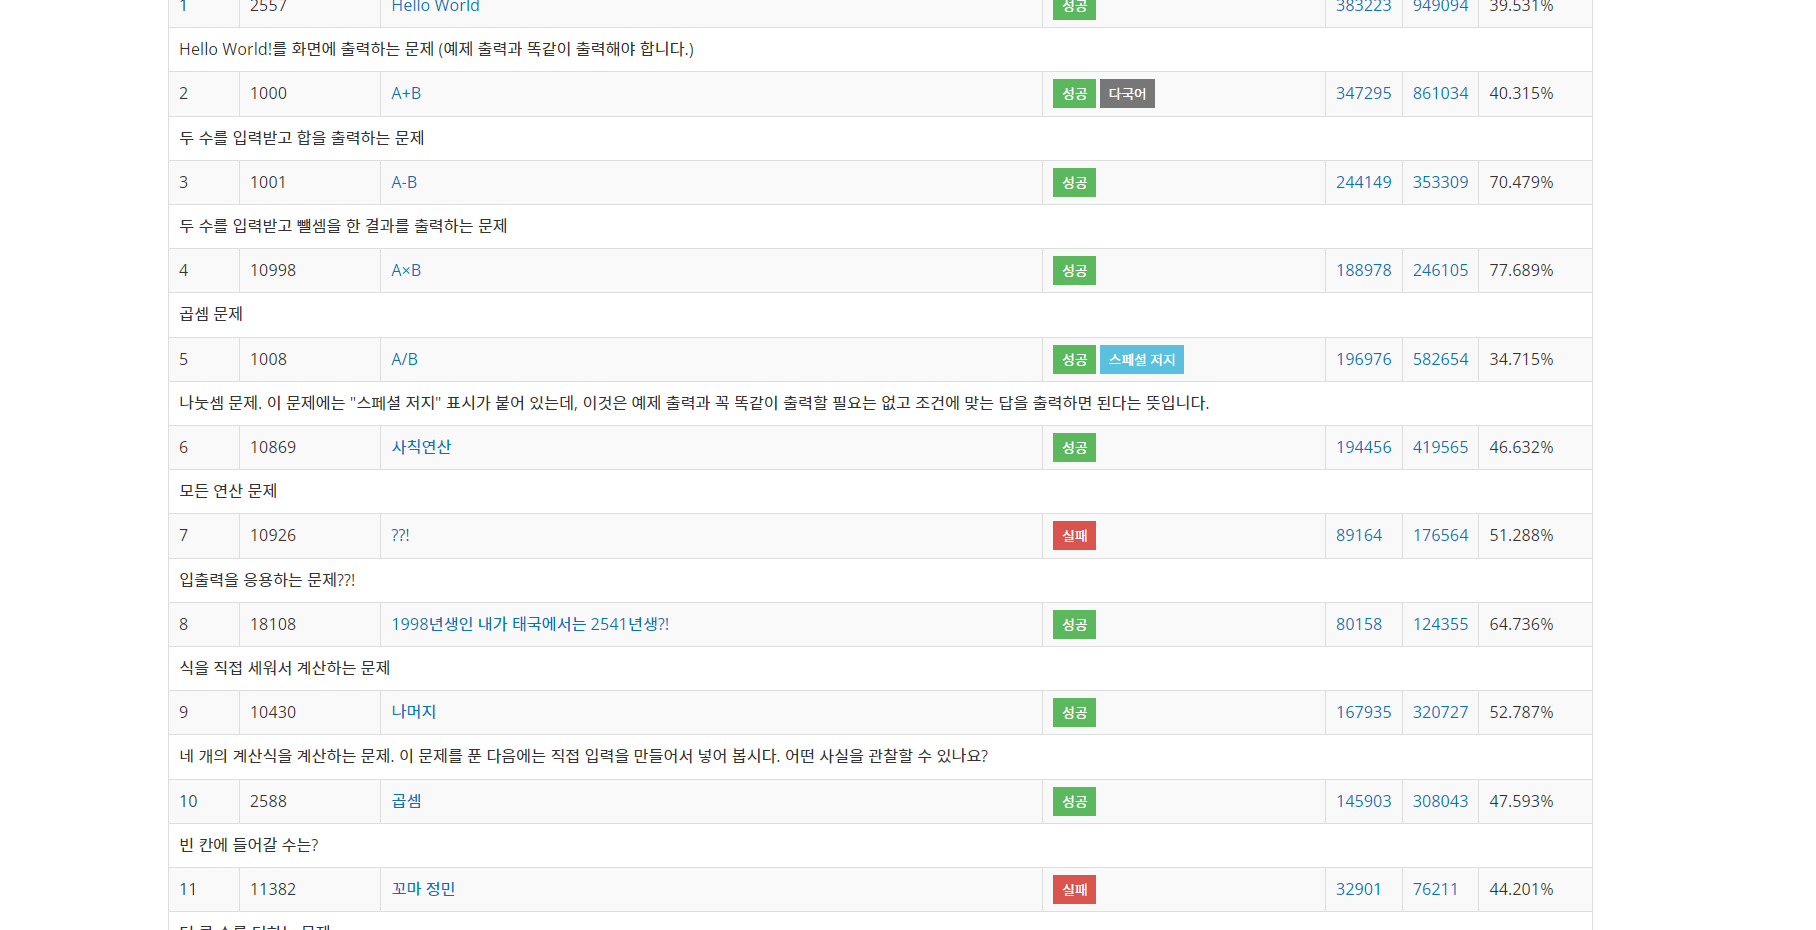 1 2557 Hello World 성공 383223 949094 39.531%
Hello World!를 화면에 출력하는 문제 (예제 출력과 똑같이 출력해야 합니다.)
2 1000 A+B 성공 다국어 347295 861034 40.315%
두 수를 입력받고 합을 출력하는 문제
3 1001 A-B 성공 244149 353309 70.479%
두 수를 입력받고 뺄셈을 한 결과를 출력하는 문제
4 10998 A×B 성공 188978 246105 77.689%
곱셈 문제
5 1008 A/B 성공 스페셜 저지 196976 582654 34.715%
나눗셈 문제. 이 문제에는 "스페셜 저지" 표시가 붙어 있는데, 이것은 예제 출력과 꼭 똑같이 출력할 필요는 없고 조건에 맞는 답을 출력하면 된다는 뜻입니다.
6 10869 사칙연산 성공 194456 419565 46.632%
모든 연산 문제
7 10926 ??! 실패 89164 176564 51.288%
입출력을 응용하는 문제??!
8 18108 1998년생인 내가 태국에서는 2541년생?! 성공 80158 124355 64.736%
식을 직접 세워서 계산하는 문제
9 10430 나머지 성공 167935 320727 52.787%
네 개의 계산식을 계산하는 문제. 이 문제를 푼 다음에는 직접 입력을 만들어서 넣어 봅시다. 어떤 사실을 관찰할 수 있나요?
10 2588 곱셈 성공 145903 308043 47.593%
빈 칸에 들어갈 수는?
11 11382 꼬마 정민 실패 32901 76211 44.201%